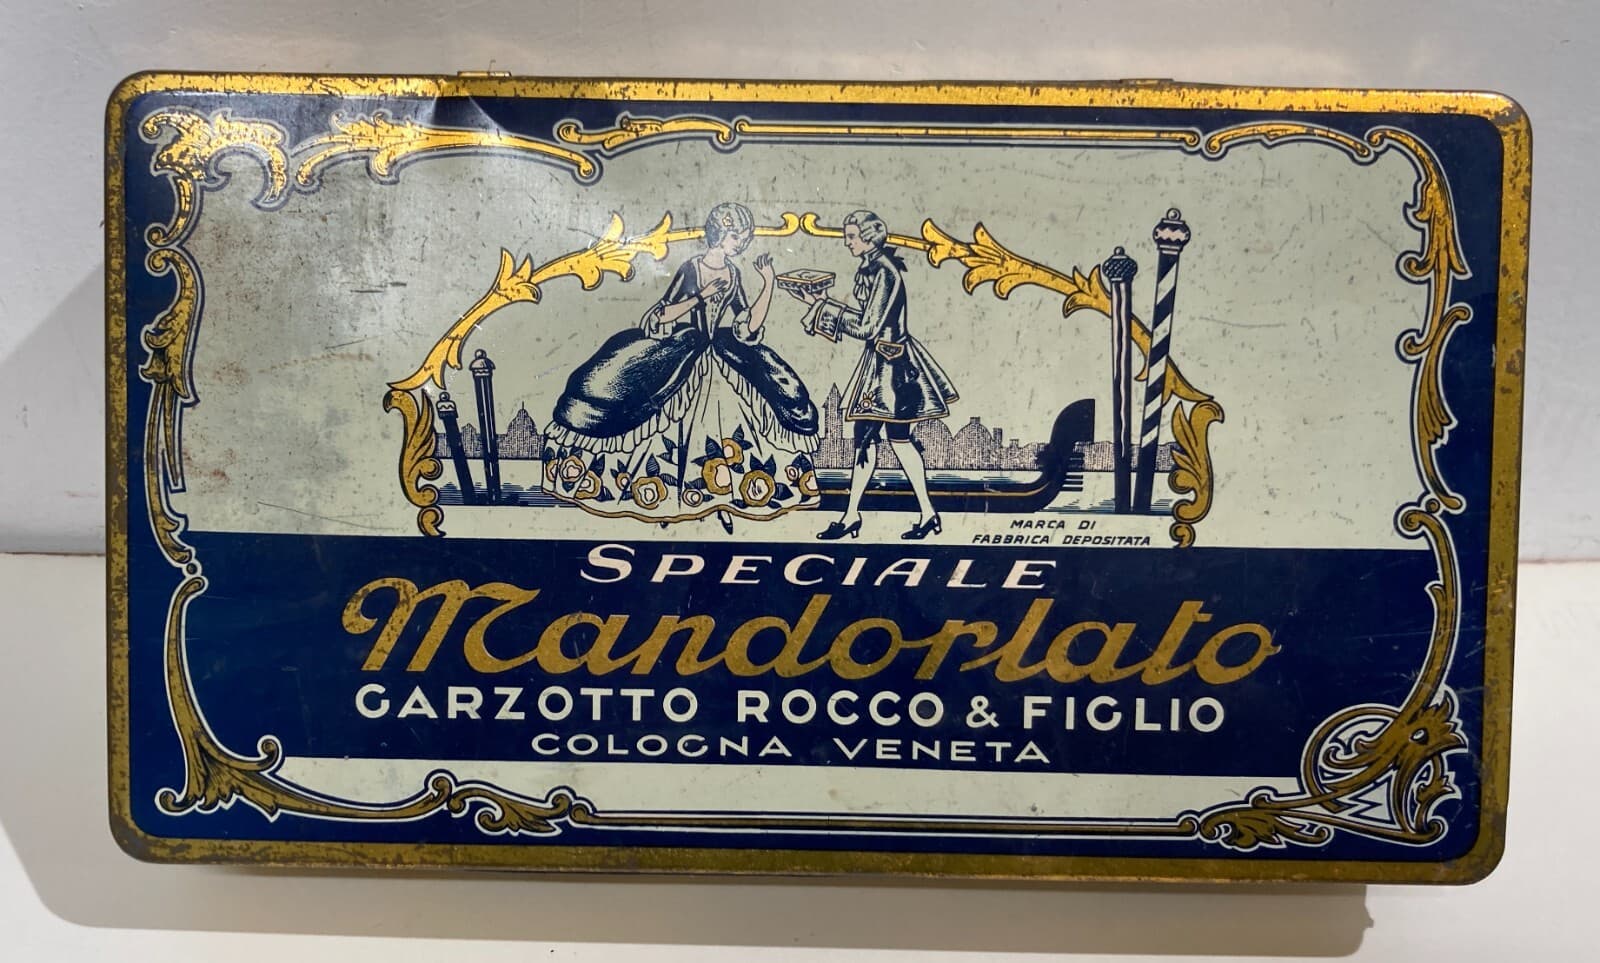 MARCA DI
FABBRICA DEPOSITATA
SPECIALE
Mandorlato
GARZOTTO ROCCO & FIGLIO
COLOGNA VENETA